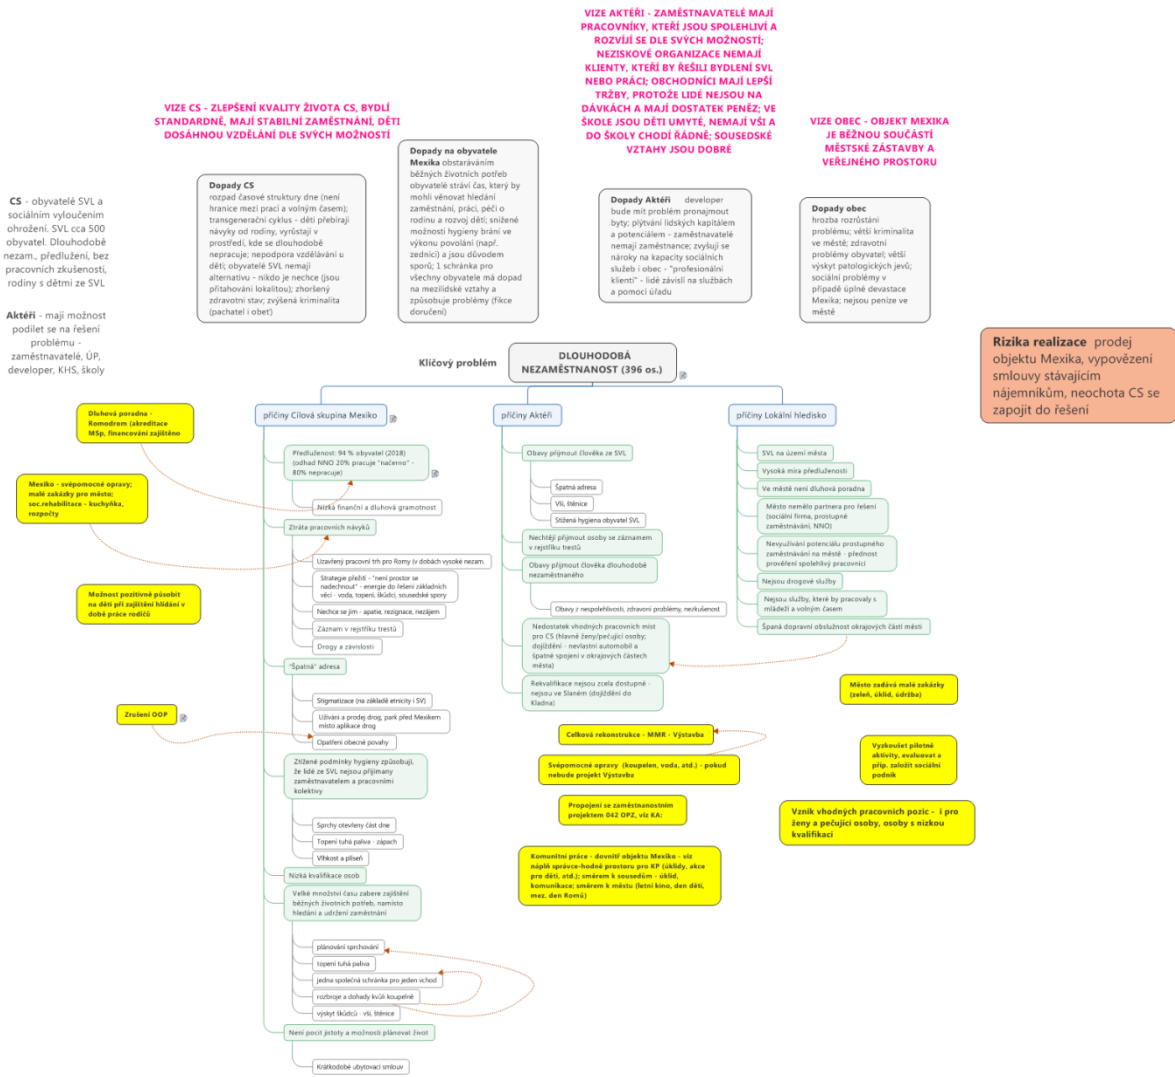 VIZE AKTÉŘI - ZAMĚSTNAVATELÉ MAJÍ
PRACOVNÍKY, KTEŘÍ JSOU SPOLEHLIVÍ A
ROZVÍJÍ SE DLE SVÝCH MOŽNOSTÍ;
NEZISKOVÉ ORGANIZACE NEMAJÍ
KLIENTY, KTEŘÍ BY ŘEŠILI BYDLENÍ SVL
NEBO PRÁCI; OBCHODNÍCI MAJÍ LEPŠÍ
TRŽBY, PROTOŽE LIDÉ NEJSOU NA
DÁVKÁCH A MAJÍ DOSTATEK PENĚZ; VE
ŠKOLE JSOU DĚTI UMYTÉ, NEMAJÍ VŠI A
DO ŠKOLY CHODÍ ŘÁDNĚ; SOUSEDSKÉ
VZTAHY JSOU DOBRÉ
VIZE CS - ZLEPŠENÍ KVALITY ŽIVOTA CS, BYDLÍ
STANDARDNĚ, MAJÍ STABILNÍ ZAMĚSTNÁNÍ, DĚTI
DOSÁHNOU VZDĚLÁNÍ DLE SVÝCH MOŽNOSTÍ
VIZE OBEC - OBJEKT MEXIKA
JE BĚŽNOU SOUČÁSTÍ
MĚSTSKÉ ZÁSTAVBY A
VEŘEJNÉHO PROSTORU
CS - obyvatelé SVL a
sociálním vyloučením
ohrožení. SVL cca 500
obyvatel. Dlouhodobě
nezam., předlužení, bez
pracovních zkušeností,
rodiny s dětmi ze SVL
Aktéři - mají možnost
podílet se na řešení
problému -
zaměstnavatelé, ÚP,
developer, KHS, školy
Dopady CS
rozpad časové struktury dne (není
hranice mezi prací a volným časem);
transgenerační cyklus - děti přebírají
návyky od rodiny, vyrůstají v
prostředí, kde se dlouhodobě
nepracuje; nepodpora vzdělávání u
dětí; obyvatelé SVL nemají
alternativu - nikdo je nechce (jsou
přitahováni lokalitou); zhoršený
zdravotní stav; zvýšená kriminalita
(pachatel i oběť)
Dopady na obyvatele
Mexika obstaráváním
běžných životních potřeb
obyvatelé stráví čas, který by
mohli věnovat hledání
zaměstnání, práci, péči o
rodinu a rozvoj dětí; snížené
možnosti hygieny brání ve
výkonu povolání (např.
zedníci) a jsou důvodem
sporů; 1 schránka pro
všechny obyvatele má dopad
na mezilidské vztahy a
způsobuje problémy (fikce
doručení)
Dopady Aktéři developer
bude mít problém pronajmout
byty; plýtvání lidských kapitálem
a potenciálem - zaměstnavatelé
nemají zaměstnance; zvyšují se
nároky na kapacity sociálních
služeb i obec - "profesionální
klienti" - lidé závislí na službách
a pomoci úřadu
Dopady obec
hrozba rozrůstání
problému; větší kriminalita
ve městě; zdravotní
problémy obyvatel; větší
výskyt patologických jevů;
sociální problémy v
případě úplné devastace
Mexika; nejsou peníze ve
městě
Rizika realizace prodej
objektu Mexika, vypovězení
smlouvy stávajícím
nájemníkům, neochota CS se
zapojit do řešení
Klíčový problém
DLOUHODOBÁ
NEZAMĚSTNANOST (396 os.)
příčiny Cílová skupina Mexiko
Předluženost: 94 % obyvatel (2018)
(odhad NNO 20% pracuje "načerno" -
80% nepracuje)
Nízká finanční a dluhová gramotnost
Ztráta pracovních návyků
Uzavřený pracovní trh pro Romy (v dobách vysoké nezam.
Strategie přežití - "není prostor se
nadechnout" - energie do řešení základních
věcí - voda, topení, škůdci, sousedské spory
Nechce se jim - apatie, rezignace, nezájem
Záznam v rejstříku trestů
Drogy a závislosti
"Špatná" adresa
Stigmatizace (na základě etnicity i SV)
Užívání a prodej drog, park před Mexikem
místo aplikace drog
Opatření obecné povahy
Ztížené podmínky hygieny způsobují,
že lidé ze SVL nejsou přijímany
zaměstnavatelem a pracovními
kolektivy
Sprchy otevřeny část dne
Topení tuhá paliva - zápach
Vlhkost a plíseň
Nízká kvalifikace osob
Velké množství času zabere zajištění
běžných životních potřeb, namísto
hledání a udržení zaměstnání
plánování sprchování
topení tuhá paliva
jedna společná schránka pro jeden vchod
rozbroje a dohady kvůli koupelně
výskyt škůdců - vši, štěnice
Není pocit jistoty a možnosti plánovat život
Krátkodobé ubytovací smlouv
příčiny Aktéři
Obavy přijmout člověka ze SVL
Špatná adresa
Vši, štěnice
Stížená hygiena obyvatel SVL
Nechtějí přijmout osoby se záznamem
v rejstříku trestů
Obavy přijmout člověka dlouhodobě
nezaměstnaného
Obavy z nespolehlivosti, zdravotní problémy, nezkušenost
Nedostatek vhodných pracovních míst
pro CS (hlavně ženy/pečující osoby;
dojíždění - nevlastní automobil a
špatné spojení v okrajových částech
města)
Rekvalifikace nejsou zcela dostupné -
nejsou ve Slaném (dojíždění do
Kladna)
příčiny Lokální hledisko
SVL na území města
Vysoká míra předluženosti
Ve městě není dluhová poradna
Město nemělo partnera pro řešení
(sociální firma, prostupné
zaměstnávání, NNO)
Nevyužívání potenciálu prostupného
zaměstnávání na městě - přednost
prověření spolehlivý pracovníci
Nejsou drogové služby
Nejsou služby, které by pracovaly s
mládeží a volným časem
Španá dopravní obslužnost okrajových částí městi
Dluhová poradna -
Romodrom (akreditace
MSp, financování zajištěno
Mexiko - svépomocné opravy;
malé zakázky pro město;
soc.rehabilitace - kuchyňka,
rozpočty
Možnost pozitivně působit
na děti při zajištění hlídání v
době práce rodičů
Zrušení OOP
Celková rekonstrukce - MMR - Výstavba
Svépomocné opravy (koupelen, voda, atd.) - pokud
nebude projekt Výstavba
Propojení se zaměstnanostním
projektem 042 OPZ, viz KA:
Komunitní práce - dovnitř objektu Mexiko - viz
náplň správce-hodně prostoru pro KP (úklidy, akce
pro děti, atd.); směrem k sousedům - úklid,
komunikace; směrem k městu (letní kino, den dětí,
mez. den Romů)
Město zadává malé zakázky
(zeleň, úklid, údržba)
Vyzkoušet pilotně
aktivity, evaluovat a
příp. založit sociální
podnik
Vznik vhodných pracovních pozic - i pro
ženy a pečující osoby, osoby s nízkou
kvalifikací